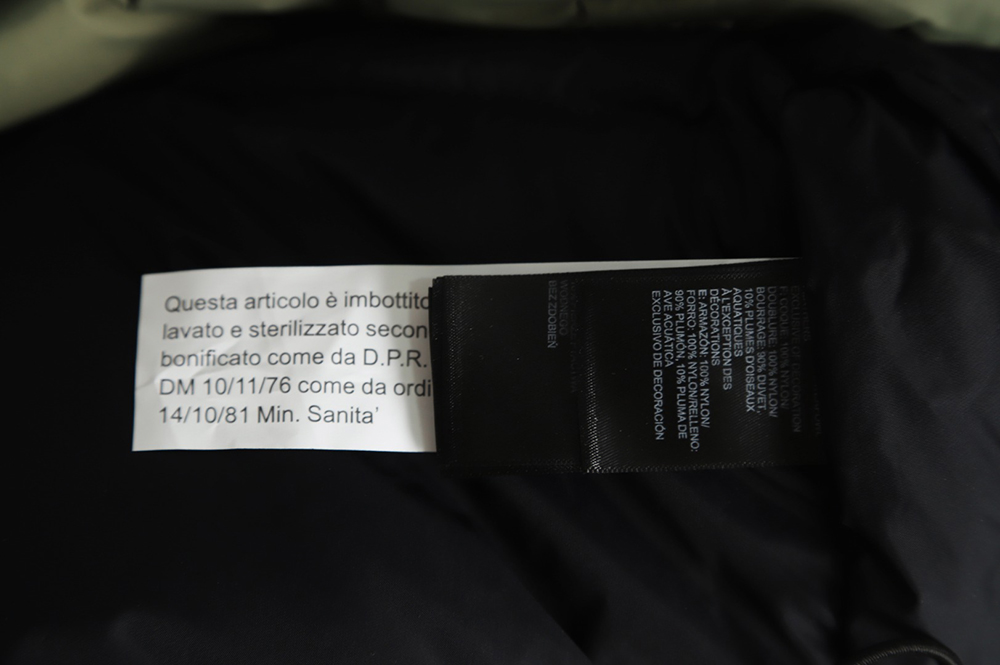 Questa articolo è imbottito
lavato e sterilizzato secon
bonificato come da D.P.R.
DM 10/11/76 come da ordi
14/10/81 Min. Sanita'
BEZ ZDOBIEŃ
DOUBLURE: 100% NYLON/
BOURRAGE: 90% DUVET,
10% PLUMES D'OISEAUX
AQUATIQUES
À L'EXCEPTION DES
DÉCORATIONS
E: ARMAZÓN: 100% NYLON/
FORRO: 100% NYLON/RELLENO:
90% PLUMÓN, 10% PLUMA DE
AVE ACUÁTICA
EXCLUSIVO DE DECORACIÓN